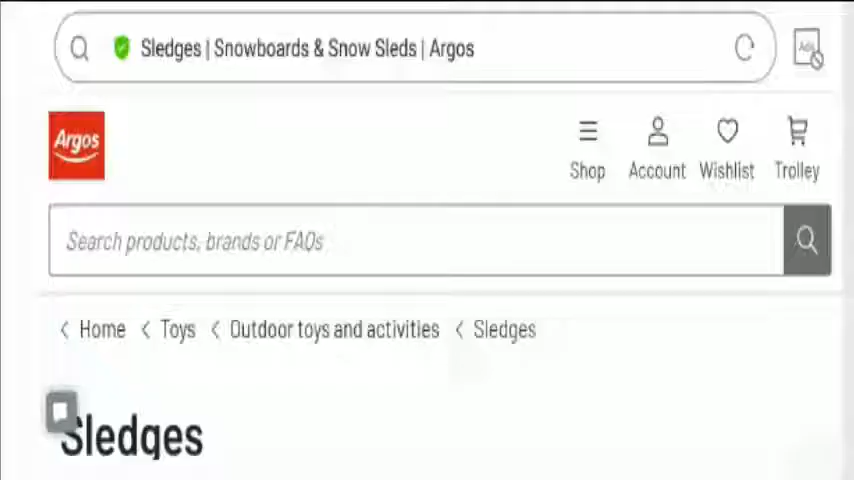 Sledges | Snowboards & Snow Sleds | Argos
Ads
Argos
Shop Account Wishlist Trolley
Search products, brands or FAQs
Home Toys Outdoor toys and activities Sledges
Sledges